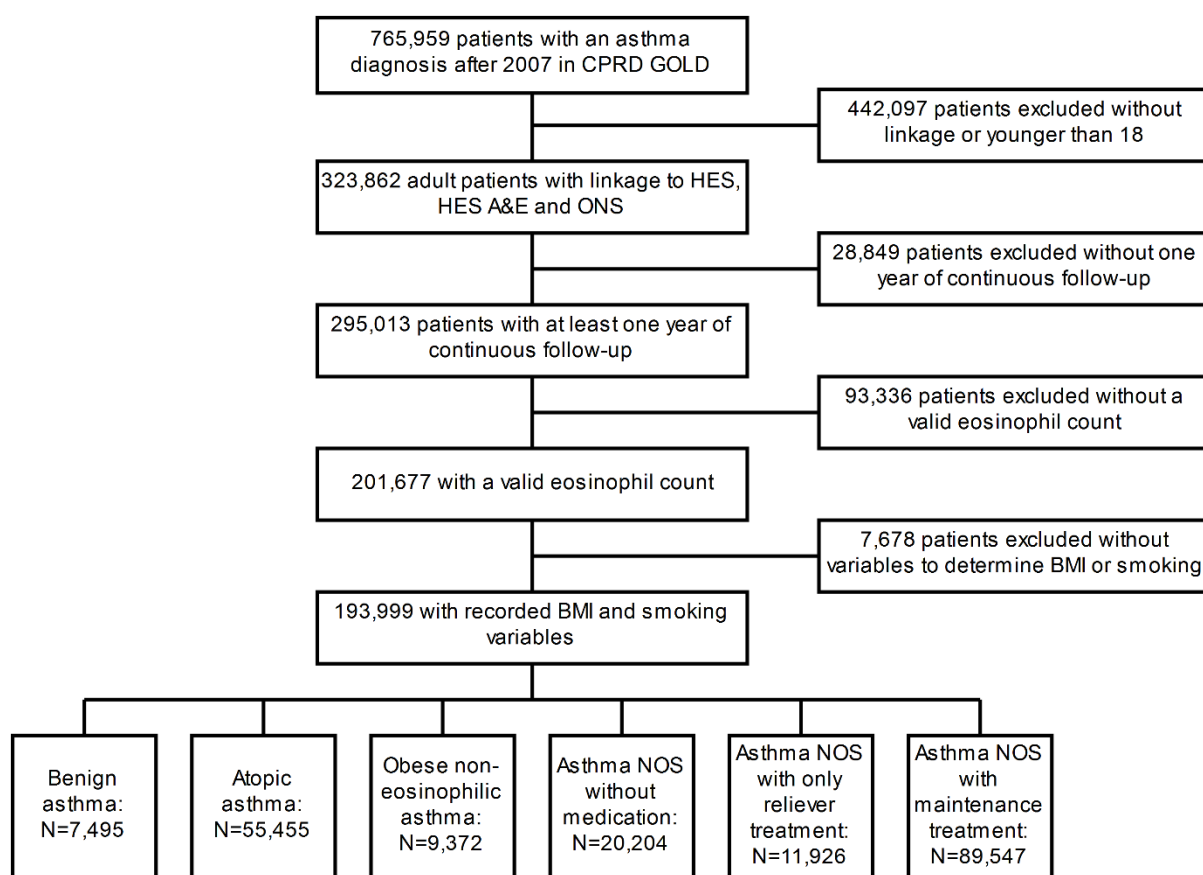 765,959 patients with an asthma
diagnosis after 2007 in CPRD GOLD
442,097 patients excluded without
linkage or younger than 18
323,862 adult patients with linkage to HES,
HES A&E and ONS
28,849 patients excluded without one
year of continuous follow-up
295,013 patients with at least one year of
continuous follow-up
93,336 patients excluded without a
valid eosinophil count
201,677 with a valid eosinophil count
7,678 patients excluded without
variables to determine BMI or smoking
193,999 with recorded BMI and smoking
variables
Benign
asthma:
N=7,495
Atopic
asthma:
N=55,455
Obese non-
eosinophilic
asthma:
N=9,372
Asthma NOS
without
medication:
N=20,204
Asthma NOS
with only
reliever
treatment:
N=11,926
Asthma NOS
with
maintenance
treatment:
N=89,547